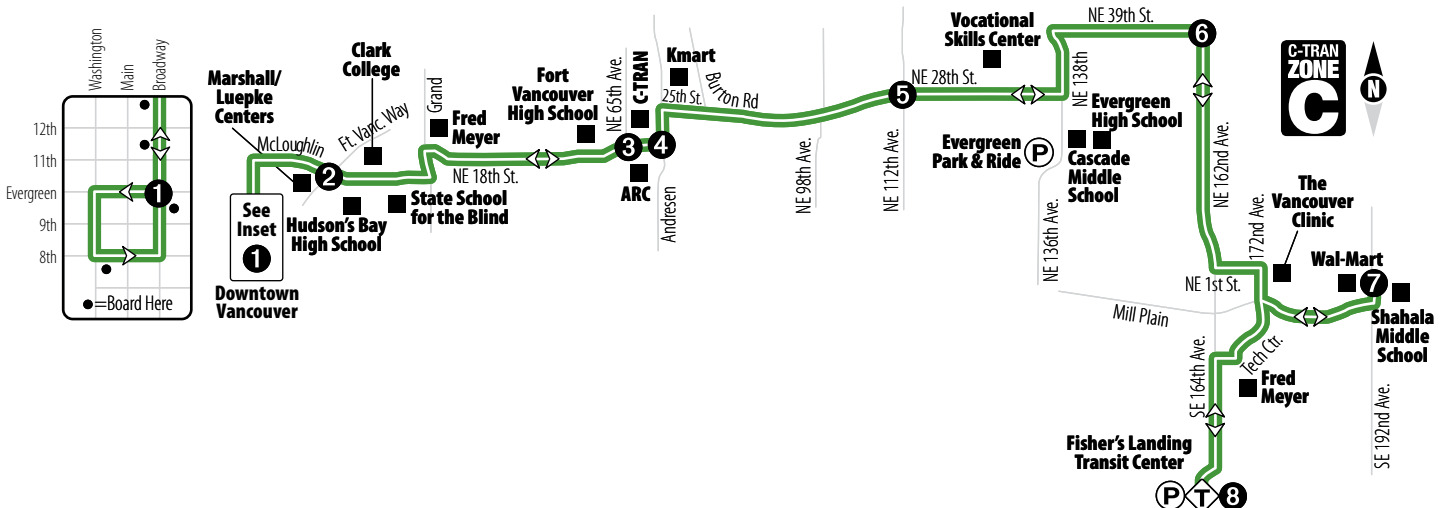 Washington
Main
Broadway
12th
11th
Evergreen
9th
8th
1
●=Board Here
Marshall/
Luepke
Centers
Clark
College
McLoughlin
Ft. Vanc. Way
2
See
Inset
1
Downtown
Vancouver
Hudson's Bay
High School
State School
for the Blind
Grand
Fred
Meyer
NE 18th St.
Fort
Vancouver
High School
NE 65th Ave.
C-TRAN
3
4
ARC
Kmart
25th St.
Burton Rd
Andresen
NE 98th Ave.
NE 112th Ave.
5
NE 28th St.
Vocational
Skills Center
NE 39th St.
NE 138th
Evergreen
Park & Ride
P
Evergreen
High School
Cascade
Middle
School
NE 136th Ave.
6
NE 162nd Ave.
C-TRAN
ZONE
C
N
172nd Ave.
The
Vancouver
Clinic
NE 1st St.
Wal-Mart
7
Shahala
Middle
School
Mill Plain
SE 164th Ave.
Tech Ctr.
Fred
Meyer
SE 192nd Ave.
Fisher's Landing
Transit Center
P
T
8